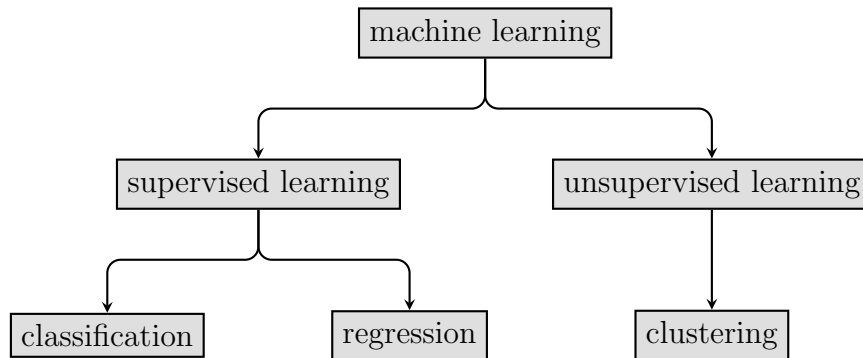 machine learning
supervised learning
unsupervised learning
classification
regression
clustering